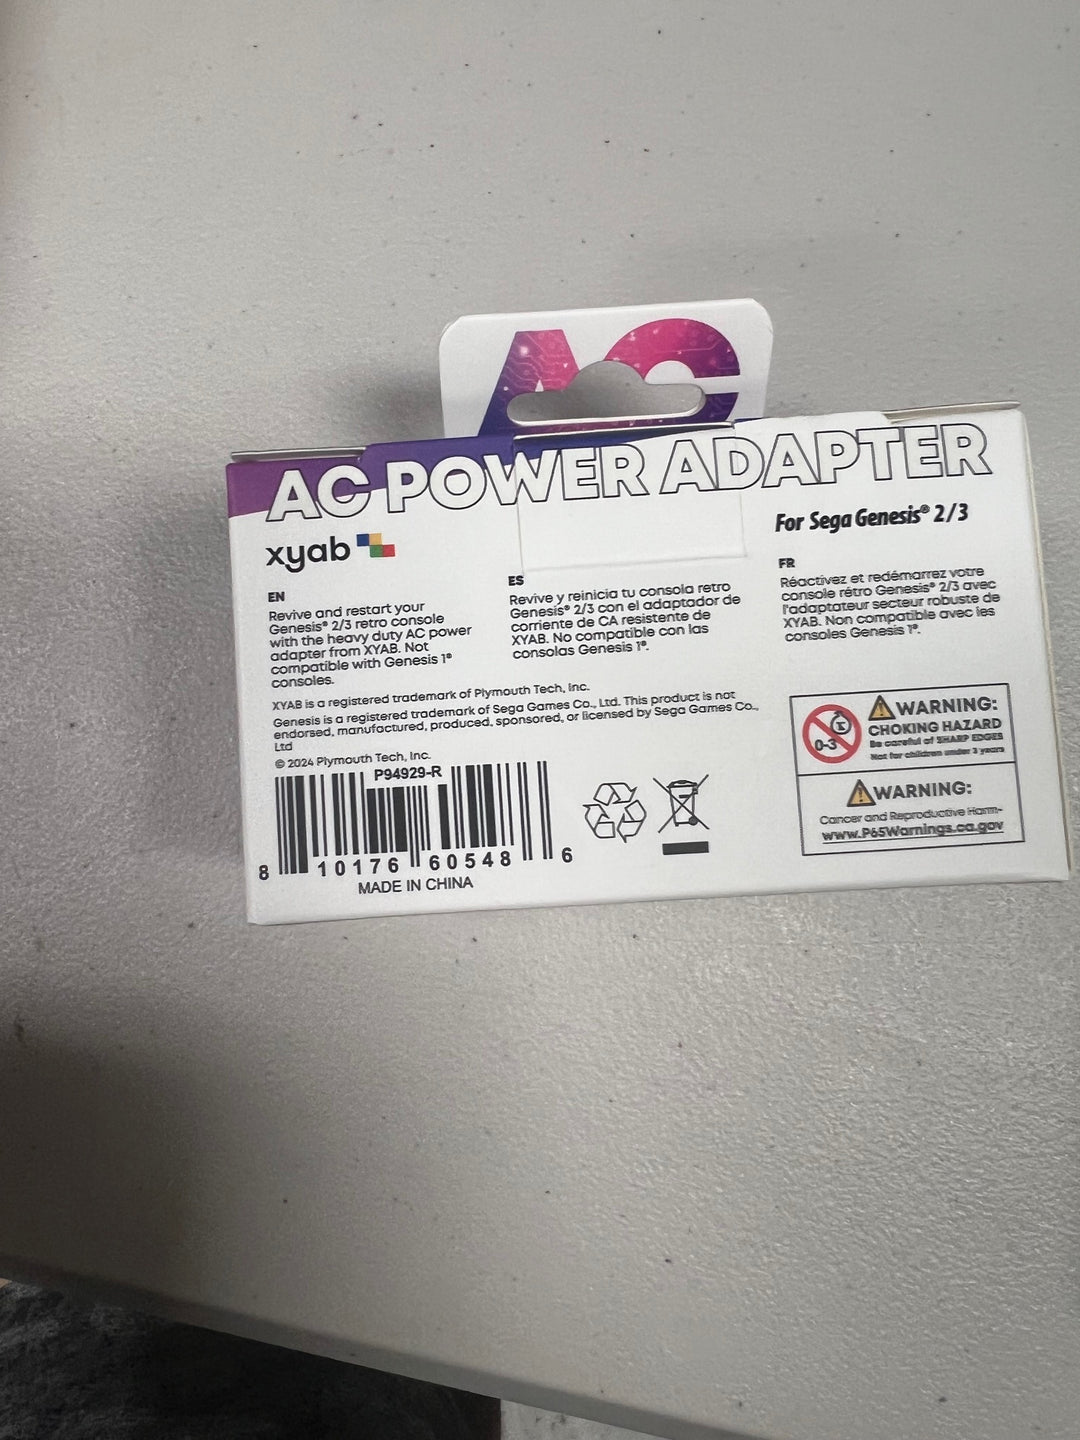 AC
AC POWER ADAPTER
For Sega Genesis® 2/3
xyab
EN
Revive and restart your
Genesis® 2/3 retro console
with the heavy duty AC power
adapter from XYAB. Not
compatible with Genesis 1®
consoles.
ES
Revive y reinicia tu consola retro
Genesis® 2/3 con el adaptador de
corriente de CA resistente de
XYAB. No compatible con las
consolas Genesis 1®.
FR
Réactivez et redémarrez votre
console rétro Genesis® 2/3 avec
l'adaptateur secteur robuste de
XYAB. Non compatible avec les
consoles Genesis 1®.
XYAB is a registered trademark of Plymouth Tech, Inc.
Genesis is a registered trademark of Sega Games Co., Ltd. This product is not
endorsed, manufactured, produced, sponsored, or licensed by Sega Games Co.,
Ltd
© 2024 Plymouth Tech, Inc.
P94929-R
8 10176 60548 6
MADE IN CHINA
0-3
WARNING:
CHOKING HAZARD
Be careful of SHARP EDGES
Not for children under 3 years
WARNING:
Cancer and Reproductive Harm-
www.P65Warnings.ca.gov